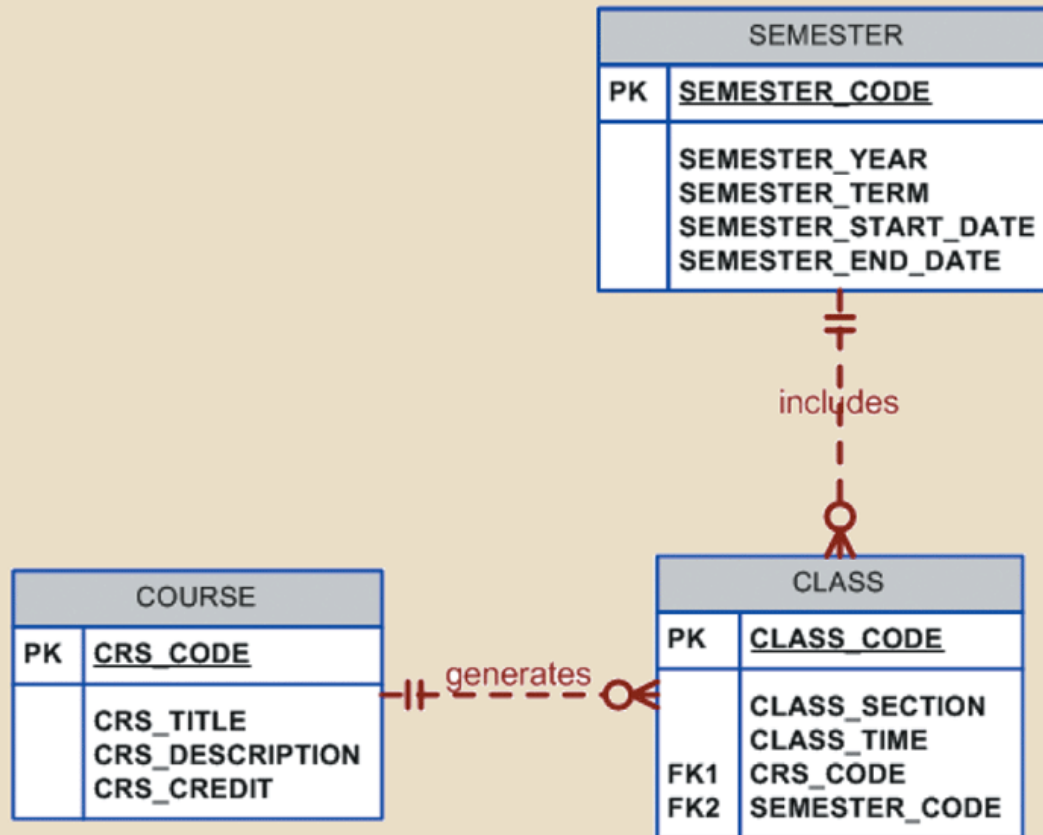 SEMESTER
PK SEMESTER_CODE
SEMESTER_YEAR
SEMESTER_TERM
SEMESTER_START_DATE
SEMESTER_END_DATE
includes
COURSE
PK CRS_CODE
CRS_TITLE
CRS_DESCRIPTION
CRS_CREDIT
generates
CLASS
PK CLASS_CODE
CLASS_SECTION
CLASS_TIME
FK1 CRS_CODE
FK2 SEMESTER_CODE